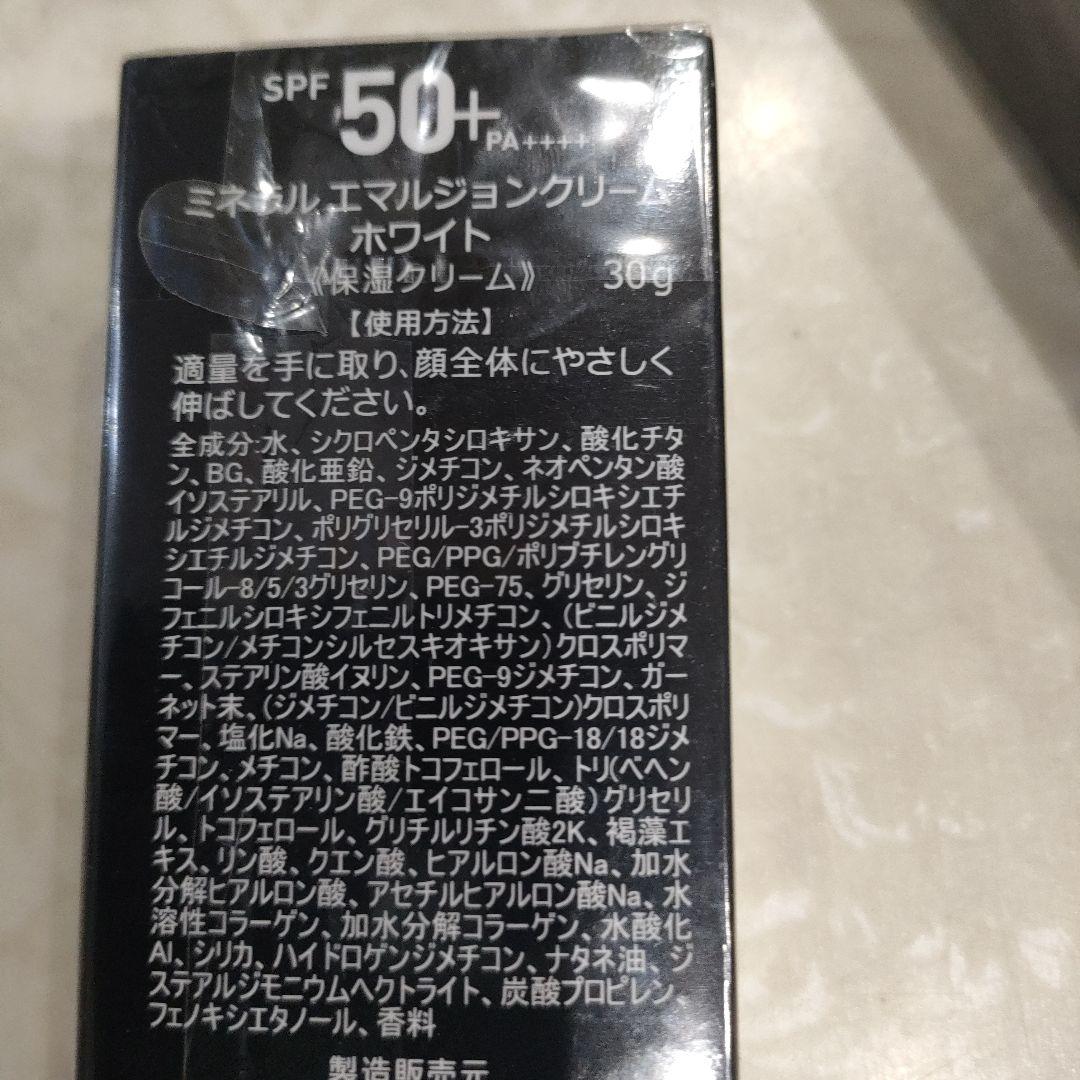 SPF 50+ PA++++
ミネラル エマルジョンクリーム
ホワイト
《保湿クリーム》 30g
【使用方法】
適量を手に取り、顔全体にやさしく
伸ばしてください。
全成分:水、シクロペンタシロキサン、酸化チタ
ン、BG、酸化亜鉛、ジメチコン、ネオペンタン酸
イソステアリル、PEG-9ポリジメチルシロキシエチ
ルジメチコン、ポリグリセリル-3ポリジメチルシロキ
シエチルジメチコン、PEG/PPG/ポリブチレングリ
コール-8/5/3グリセリン、PEG-75、グリセリン、ジ
フェニルシロキシフェニルトリメチコン、(ビニルジメ
チコン/メチコンシルセスキオキサン)クロスポリマ
ー、ステアリン酸イヌリン、PEG-9ジメチコン、ガー
ネット末、(ジメチコン/ビニルジメチコン)クロスポリ
マー、塩化Na、酸化鉄、PEG/PPG-18/18ジメ
チコン、メチコン、酢酸トコフェロール、トリ(ベヘン
酸/イソステアリン酸/エイコサン二酸)グリセリ
ル、トコフェロール、グリチルリチン酸2K、褐藻エ
キス、リン酸、クエン酸、ヒアルロン酸Na、加水
分解ヒアルロン酸、アセチルヒアルロン酸Na、水
溶性コラーゲン、加水分解コラーゲン、水酸化
Al、シリカ、ハイドロゲンジメチコン、ナタネ油、ジ
ステアルジモニウムヘクトライト、炭酸プロピレン、
フェノキシエタノール、香料
製造販売元